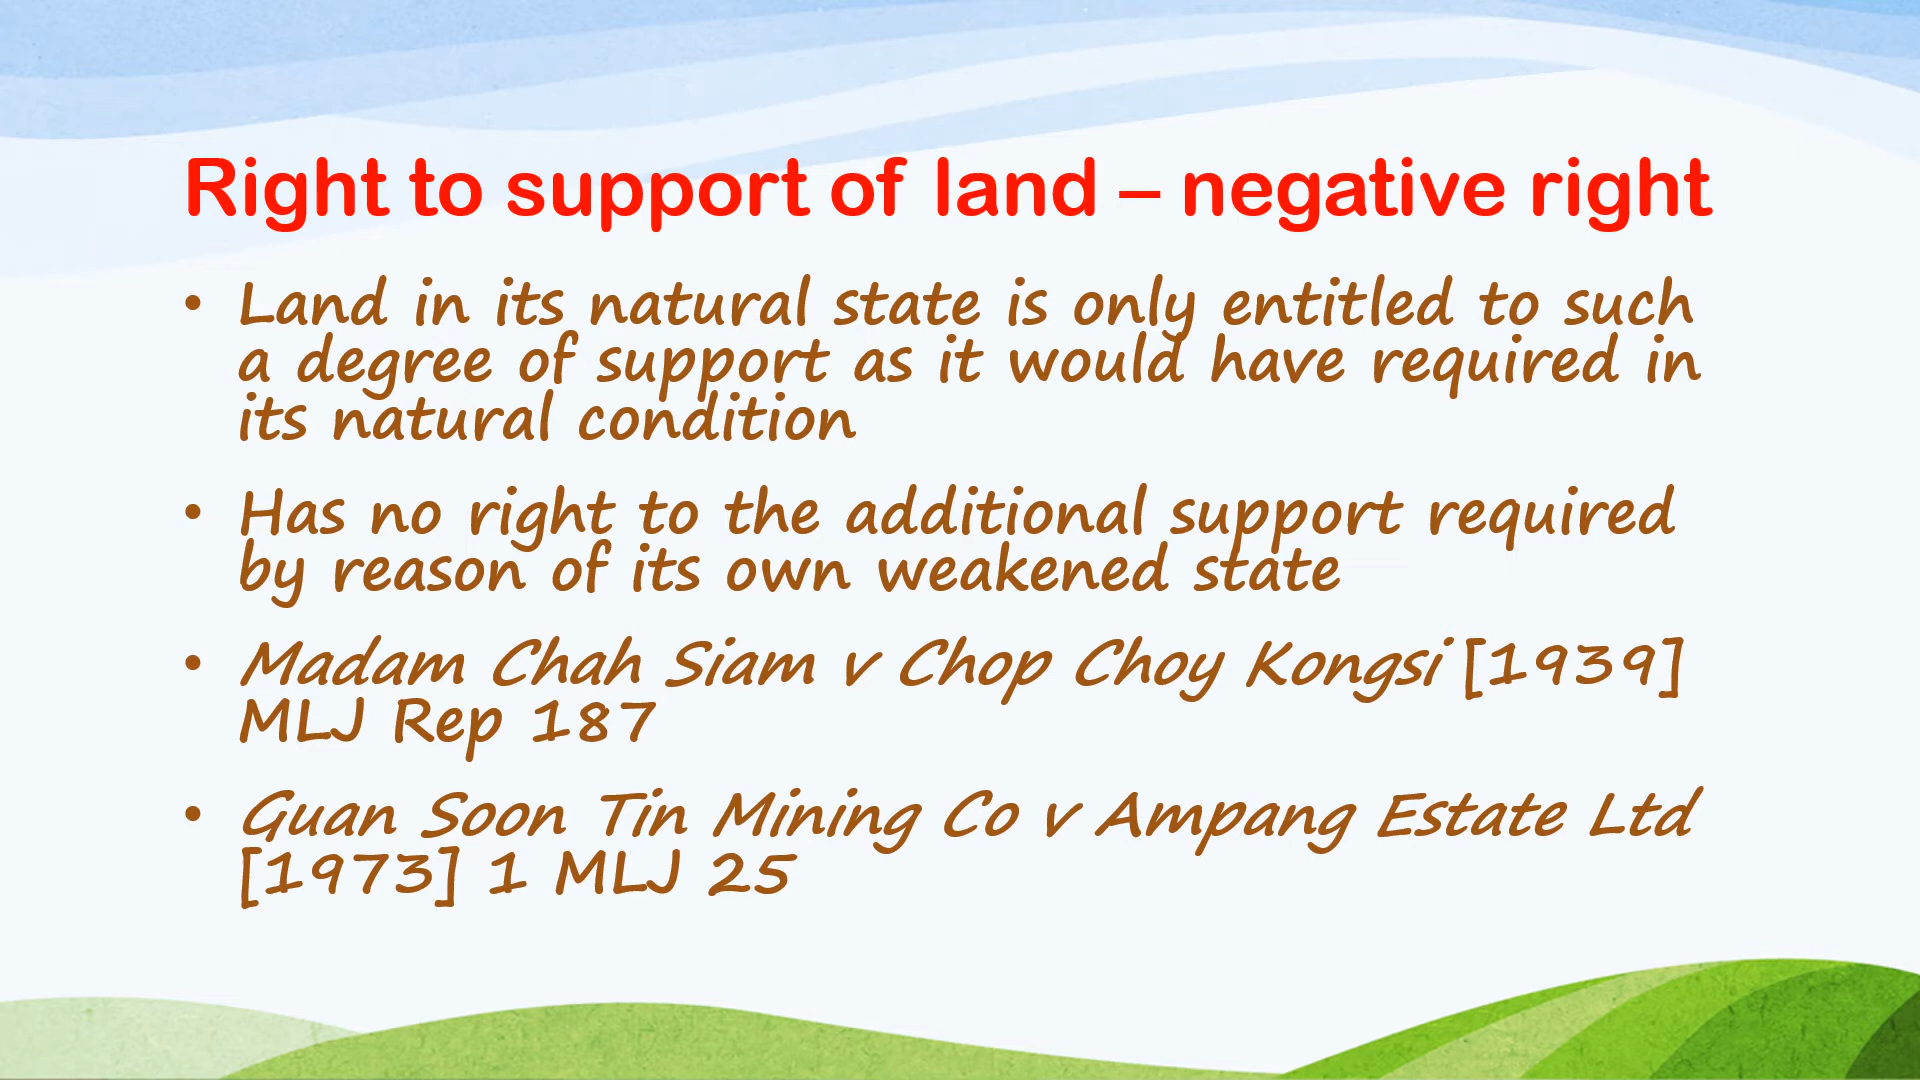 Right to support of land – negative right
• Land in its natural state is only entitled to such
a degree of support as it would have required in
its natural condition
• Has no right to the additional support required
by reason of its own weakened state
• Madam Chah Siam v Chop Choy Kongsi [1939]
MLJ Rep 187
• Guan Soon Tin Mining Co v Ampang Estate Ltd
[1973] 1 MLJ 25